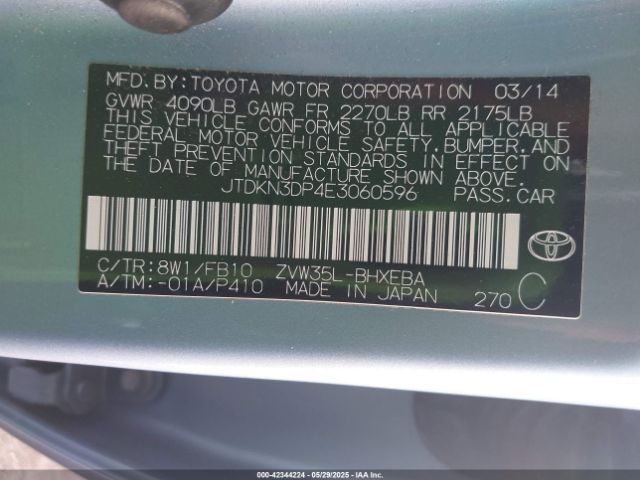 MFD.BY:TOYOTA MOTOR CORPORATION 03/14
GVWR 4090LB GAWR FR 2270LB RR 2175LB
THIS VEHICLE CONFORMS TO ALL APPLICABLE
FEDERAL MOTOR VEHICLE SAFETY,BUMPER,AND
THEFT PREVENTION STANDARDS IN EFFECT ON
THE DATE OF MANUFACTURE SHOWN ABOVE.
JTDKN3DP4E3060596 PASS.CAR
C/TR:8W1/FB10 ZVW35L-BHXEBA
A/TM:-01A/P410 MADE IN JAPAN 270 C
TOYOTA
000-42344224 - 05/29/2025 - IAAI.COM